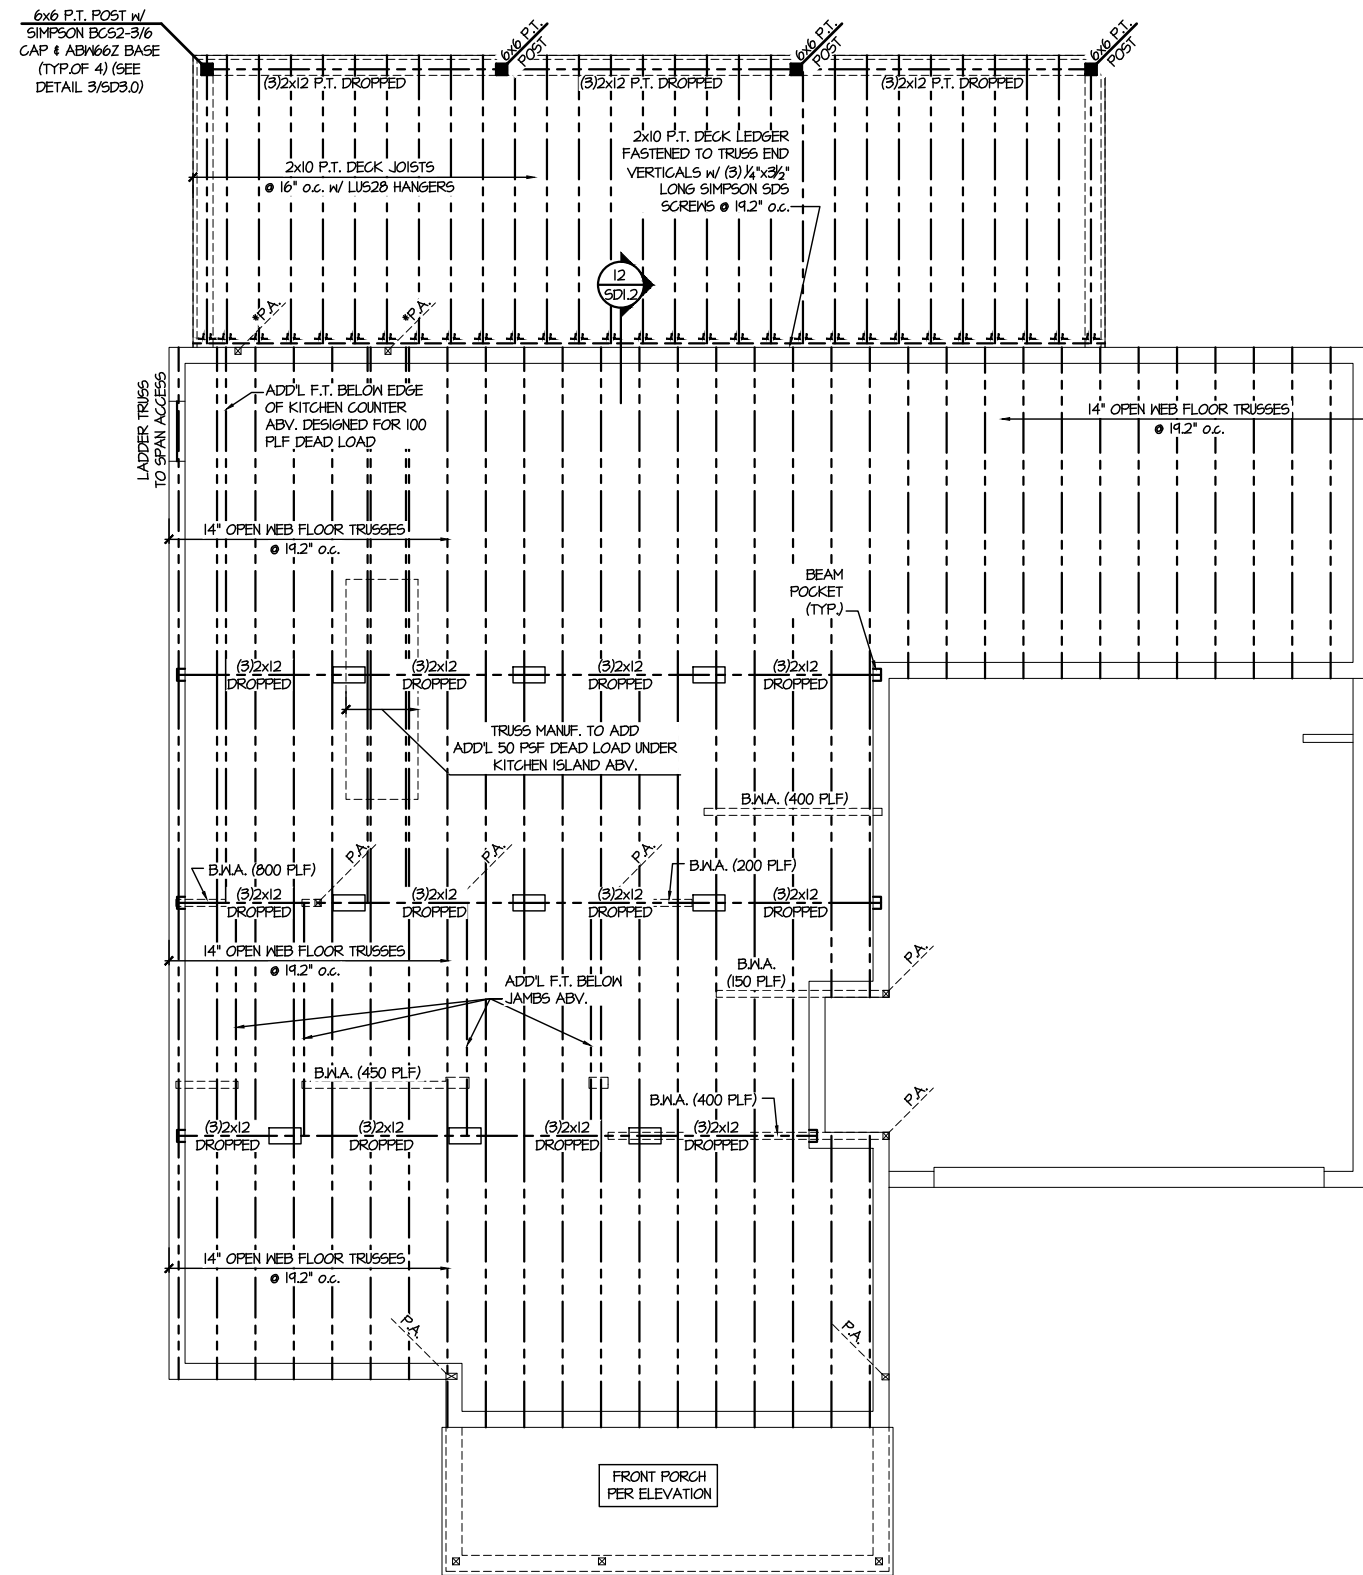 6x6 P.T. POST W/
SIMPSON BCS2-3/6
CAP & ABW66Z BASE
(TYP.OF 4) (SEE
DETAIL 3/SD3.0)
6x6 P.T.
POST
6x6 P.T.
POST
6x6 P.T.
POST
(3)2x12 P.T. DROPPED
(3)2x12 P.T. DROPPED
(3)2x12 P.T. DROPPED
2x10 P.T. DECK LEDGER
FASTENED TO TRUSS END
VERTICALS W/ (3) 1/4"x3 1/2"
LONG SIMPSON SDS
SCREWS @ 19.2" o.c.
2x10 P.T. DECK JOISTS
@ 16" o.c. W/ LUS28 HANGERS
12
SD1.2
*P.A.
*P.A.
LADDER TRUSS
TO SPAN ACCESS
ADD'L F.T. BELOW EDGE
OF KITCHEN COUNTER
ABV. DESIGNED FOR 100
PLF DEAD LOAD
14" OPEN WEB FLOOR TRUSSES
@ 19.2" o.c.
14" OPEN WEB FLOOR TRUSSES
@ 19.2" o.c.
BEAM
POCKET
(TYP.)
(3)2x12
DROPPED
(3)2x12
DROPPED
(3)2x12
DROPPED
(3)2x12
DROPPED
TRUSS MANUF. TO ADD
ADD'L 50 PSF DEAD LOAD UNDER
KITCHEN ISLAND ABV.
B.W.A. (400 PLF)
P.A.
P.A.
P.A.
B.W.A. (800 PLF)
B.W.A. (200 PLF)
(3)2x12
DROPPED
(3)2x12
DROPPED
(3)2x12
DROPPED
(3)2x12
DROPPED
14" OPEN WEB FLOOR TRUSSES
@ 19.2" o.c.
P.A.
B.W.A.
(150 PLF)
ADD'L F.T. BELOW
JAMBS ABV.
B.W.A. (450 PLF)
B.W.A. (400 PLF)
P.A.
(3)2x12
DROPPED
(3)2x12
DROPPED
(3)2x12
DROPPED
(3)2x12
DROPPED
14" OPEN WEB FLOOR TRUSSES
@ 19.2" o.c.
P.A.
P.A.
FRONT PORCH
PER ELEVATION